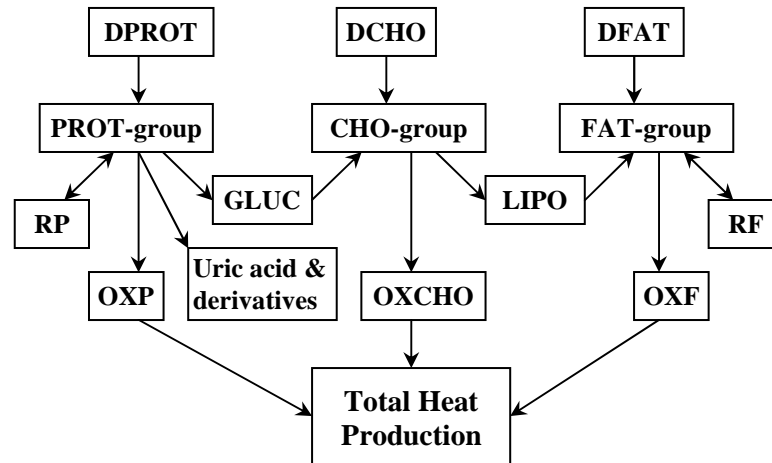 DPROT
DCHO
DFAT
PROT-group
CHO-group
FAT-group
RP
GLUC
LIPO
RF
Uric acid &
derivatives
OXP
OXCHO
OXF
Total Heat
Production